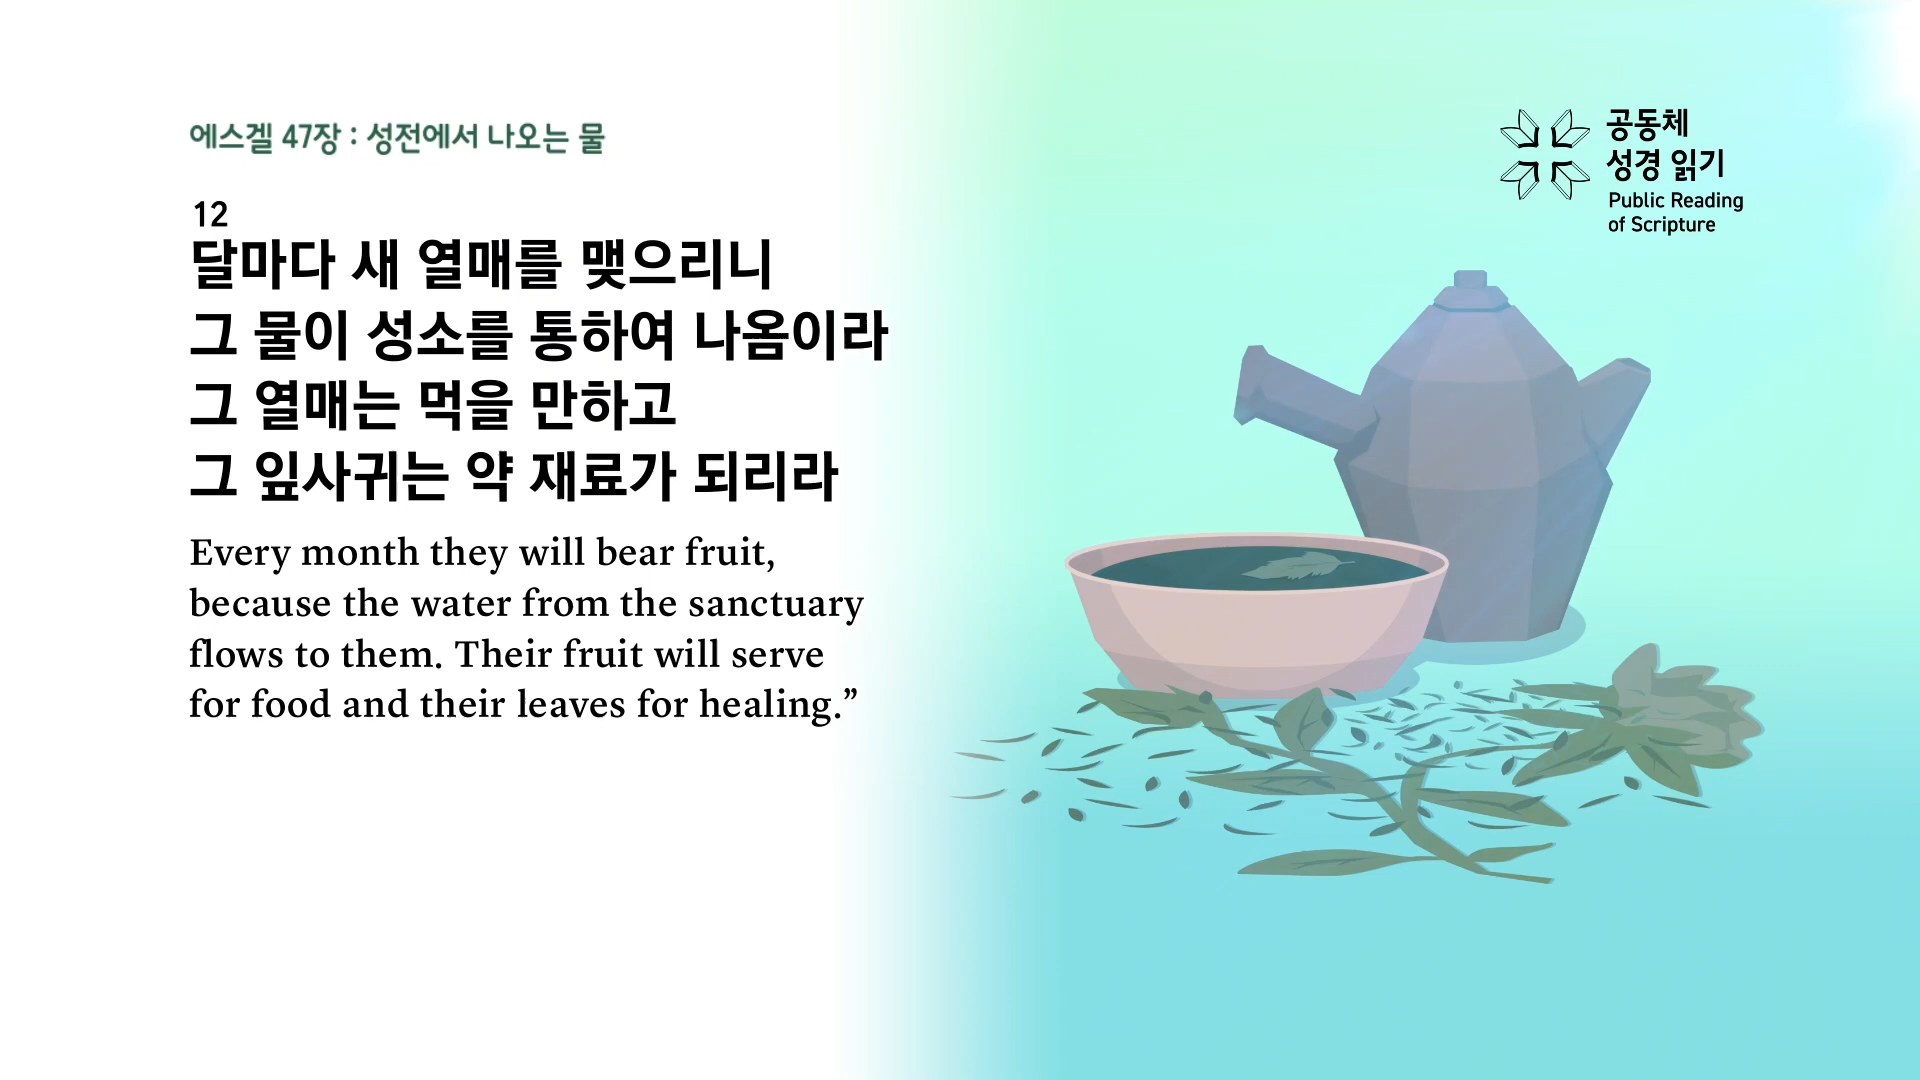 에스겔 47장 : 성전에서 나오는 물
12
달마다 새 열매를 맺으리니
그 물이 성소를 통하여 나옴이라
그 열매는 먹을 만하고
그 잎사귀는 약 재료가 되리라
Every month they will bear fruit,
because the water from the sanctuary
flows to them. Their fruit will serve
for food and their leaves for healing.”
공동체
성경 읽기
Public Reading
of Scripture